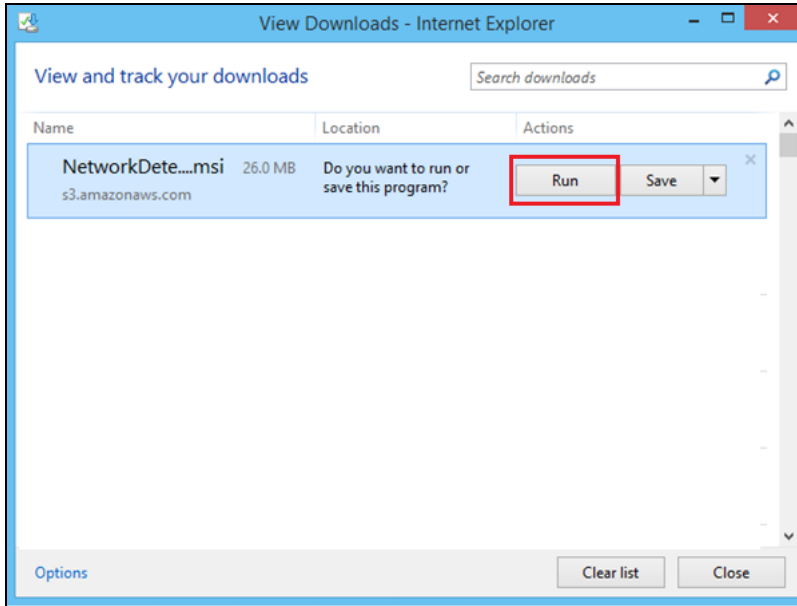 View Downloads - Internet Explorer
View and track your downloads
Search downloads
Name Location Actions
NetworkDete....msi 26.0 MB Do you want to run or save this program? Run Save
s3.amazonaws.com
Options Clear list Close